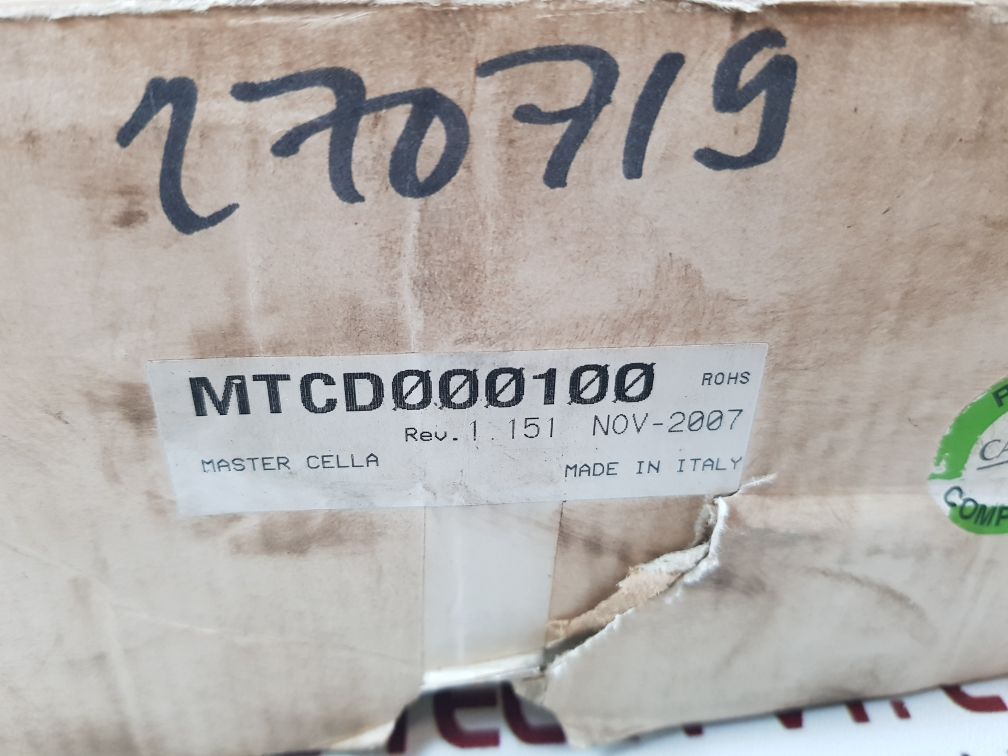 270719
MTCD000100
ROHS
Rev. 1.151 NOV-2007
MASTER CELLA
MADE IN ITALY